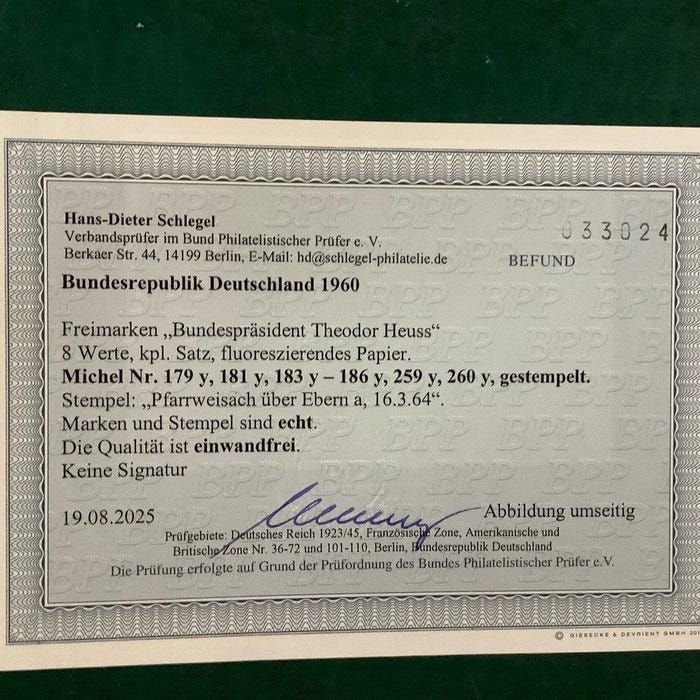 Hans-Dieter Schlegel
033024
Verbandsprüfer im Bund Philatelistischer Prüfer e. V.
Berkaer Str. 44, 14199 Berlin, E-Mail: hd@schlegel-philatelie.de
BEFUND
Bundesrepublik Deutschland 1960
Freimarken „Bundespräsident Theodor Heuss“
8 Werte, kpl. Satz, fluoreszierendes Papier.
Michel Nr. 179 y, 181 y, 183 y – 186 y, 259 y, 260 y, gestempelt.
Stempel: „Pfarrweisach über Ebern a, 16.3.64“.
Marken und Stempel sind echt.
Die Qualität ist einwandfrei.
Keine Signatur
19.08.2025
Abbildung umseitig
Prüfgebiete: Deutsches Reich 1923/45, Französische Zone, Amerikanische und
Britische Zone Nr. 36-72 und 101-110, Berlin, Bundesrepublik Deutschland
Die Prüfung erfolgte auf Grund der Prüfordnung des Bundes Philatelistischer Prüfer e.V.
© GIESECKE & DEVRIENT GMBH